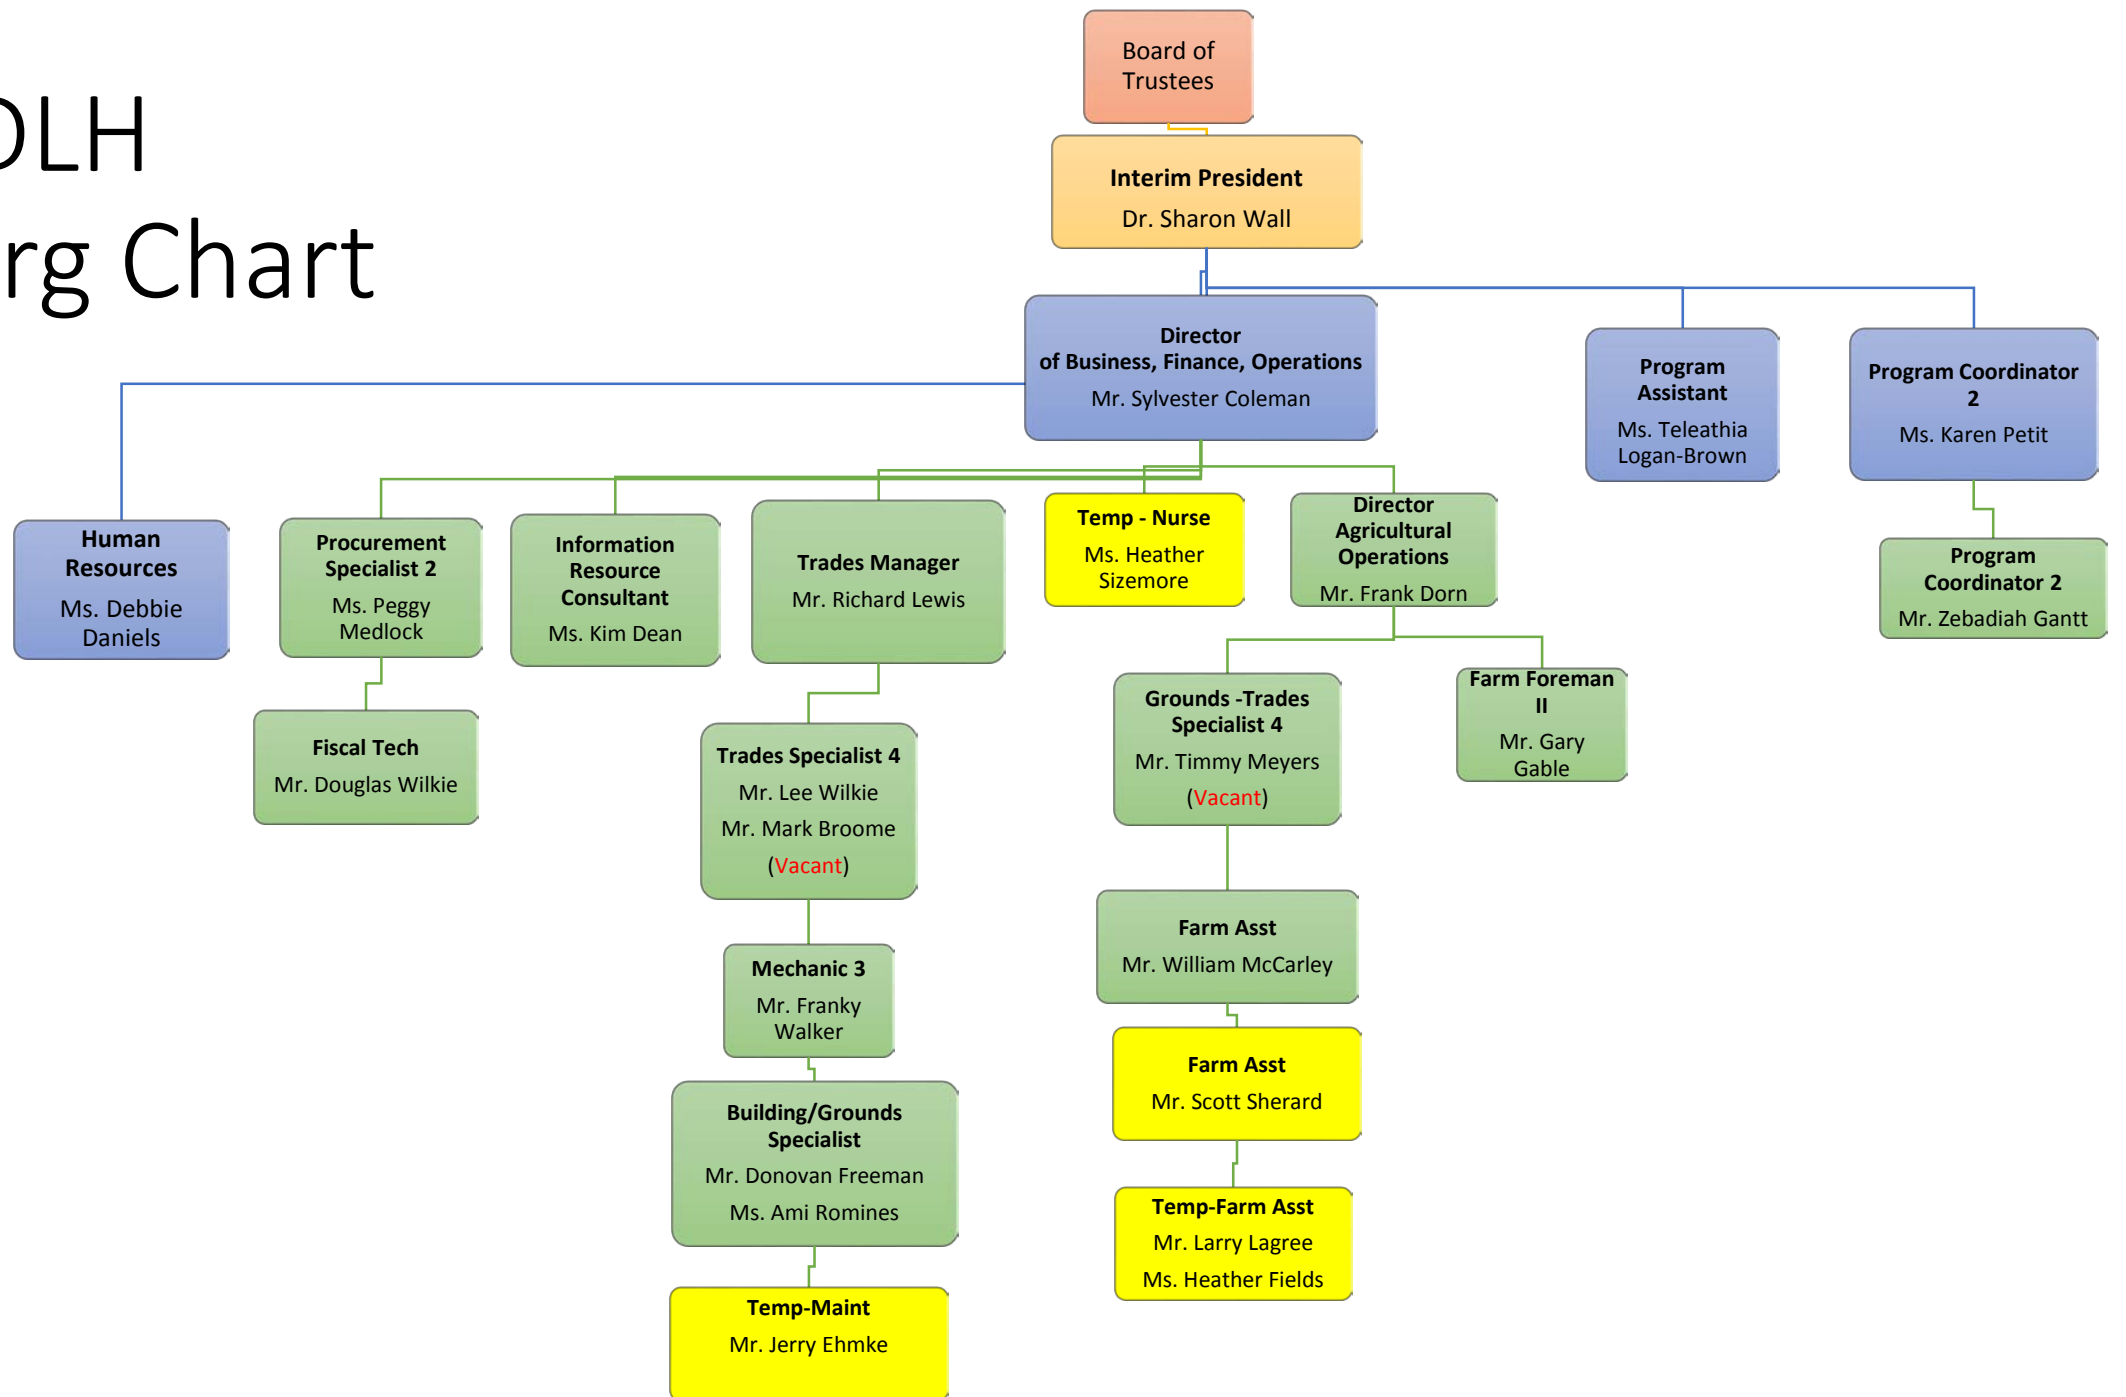 OLH
rg Chart
Board of
Trustees
Interim President
Dr. Sharon Wall
Director
of Business, Finance, Operations
Mr. Sylvester Coleman
Program
Assistant
Ms. Teleathia
Logan-Brown
Program Coordinator
2
Ms. Karen Petit
Human
Resources
Ms. Debbie
Daniels
Procurement
Specialist 2
Ms. Peggy
Medlock
Information
Resource
Consultant
Ms. Kim Dean
Trades Manager
Mr. Richard Lewis
Temp - Nurse
Ms. Heather
Sizemore
Director
Agricultural
Operations
Mr. Frank Dorn
Program
Coordinator 2
Mr. Zebadiah Gantt
Fiscal Tech
Mr. Douglas Wilkie
Trades Specialist 4
Mr. Lee Wilkie
Mr. Mark Broome
(Vacant)
Grounds -Trades
Specialist 4
Mr. Timmy Meyers
(Vacant)
Farm Foreman
II
Mr. Gary
Gable
Mechanic 3
Mr. Franky
Walker
Farm Asst
Mr. William McCarley
Building/Grounds
Specialist
Mr. Donovan Freeman
Ms. Ami Romines
Farm Asst
Mr. Scott Sherard
Temp-Maint
Mr. Jerry Ehmke
Temp-Farm Asst
Mr. Larry Lagree
Ms. Heather Fields